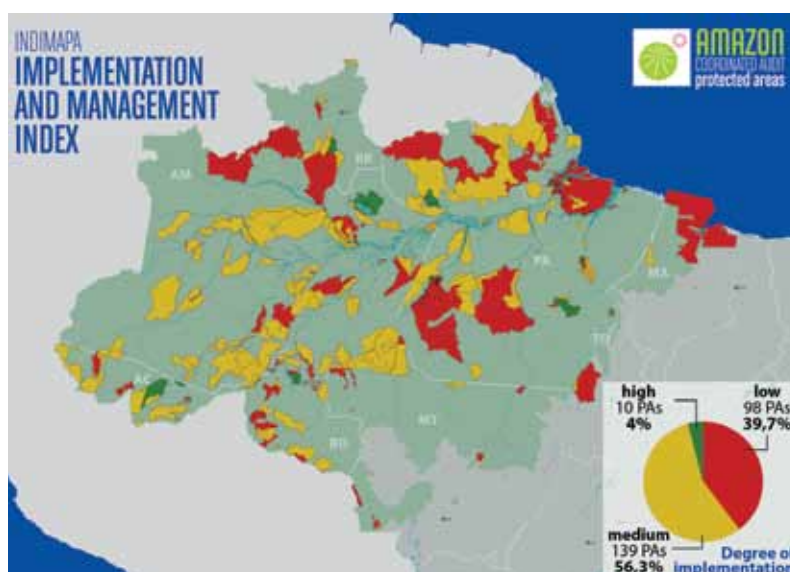 INDIMAPA
IMPLEMENTATION
AND MANAGEMENT
INDEX
AMAZON
COORDINATED AUDIT
protected areas
AM
RR
PA
MA
AC
RO
MT
TO
high
10 PAs
4%
low
98 PAs
39,7%
medium
139 PAs
56,3%
Degree of
implementation